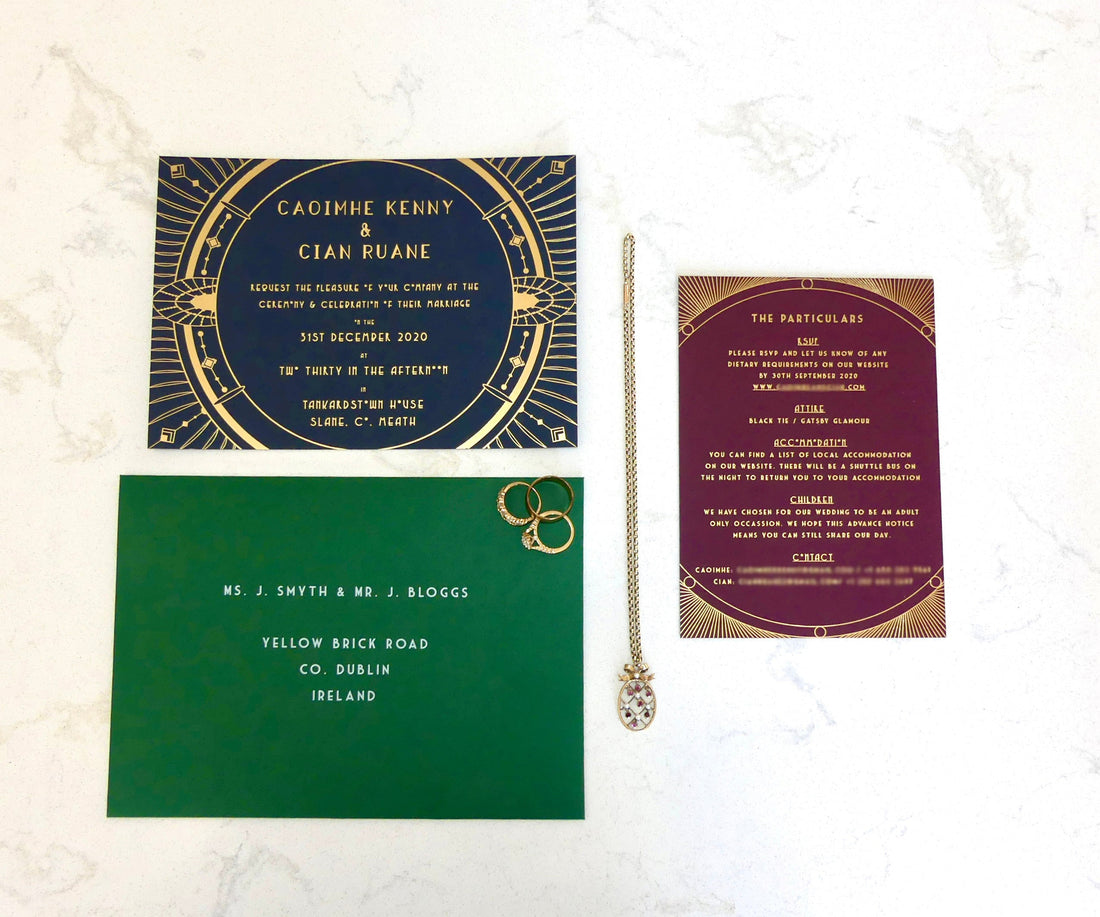 CAOIMHE KENNY
&
CIAN RUANE
REQUEST THE PLEASURE OF YOUR COMPANY AT THE
CEREMONY & CELEBRATION OF THEIR MARRIAGE
ON THE
31ST DECEMBER 2020
AT
TWO THIRTY IN THE AFTERNOON
IN
TANKARDSTOWN HOUSE
SLANE, CO. MEATH
MS. J. SMYTH & MR. J. BLOGGS
YELLOW BRICK ROAD
CO. DUBLIN
IRELAND
THE PARTICULARS
RSVP
PLEASE RSVP AND LET US KNOW OF ANY
DIETARY REQUIREMENTS ON OUR WEBSITE
BY 30TH SEPTEMBER 2020
WWW. .COM
ATTIRE
BLACK TIE / GATSBY GLAMOUR
ACCOMMODATION
YOU CAN FIND A LIST OF LOCAL ACCOMMODATION
ON OUR WEBSITE. THERE WILL BE A SHUTTLE BUS ON
THE NIGHT TO RETURN YOU TO YOUR ACCOMMODATION
CHILDREN
WE HAVE CHOSEN FOR OUR WEDDING TO BE AN ADULT
ONLY OCCASSION. WE HOPE THIS ADVANCE NOTICE
MEANS YOU CAN STILL SHARE OUR DAY.
CONTACT
CAOIMHE:
CIAN: